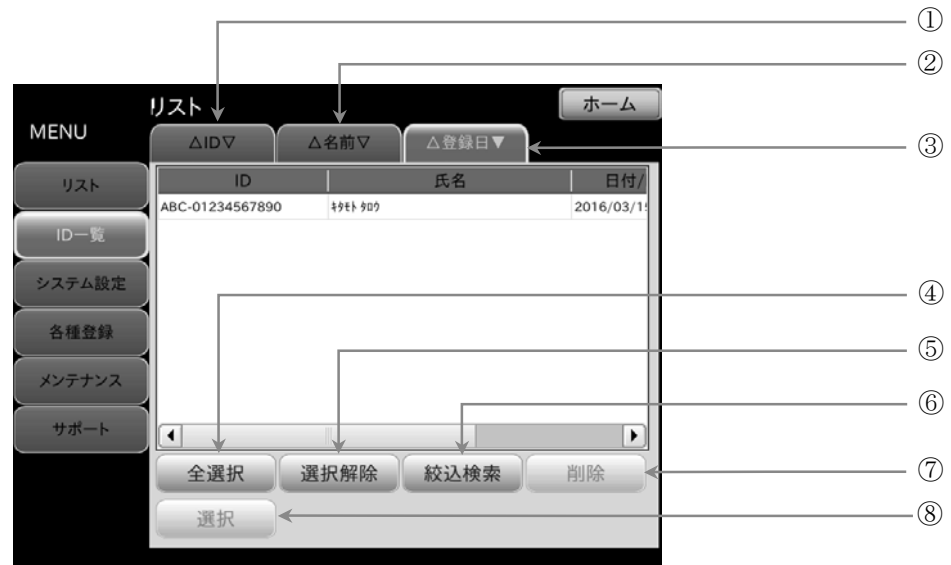 ①
②
リスト
ホーム
MENU
△ID▽
△名前▽
△登録日▼
③
リスト
ID
氏名
日付/
ABC-01234567890
ｷﾀﾓﾄ ﾀﾛｳ
2016/03/15
ID一覧
システム設定
④
各種登録
⑤
メンテナンス
⑥
サポート
全選択
選択解除
絞込検索
削除
⑦
選択
⑧